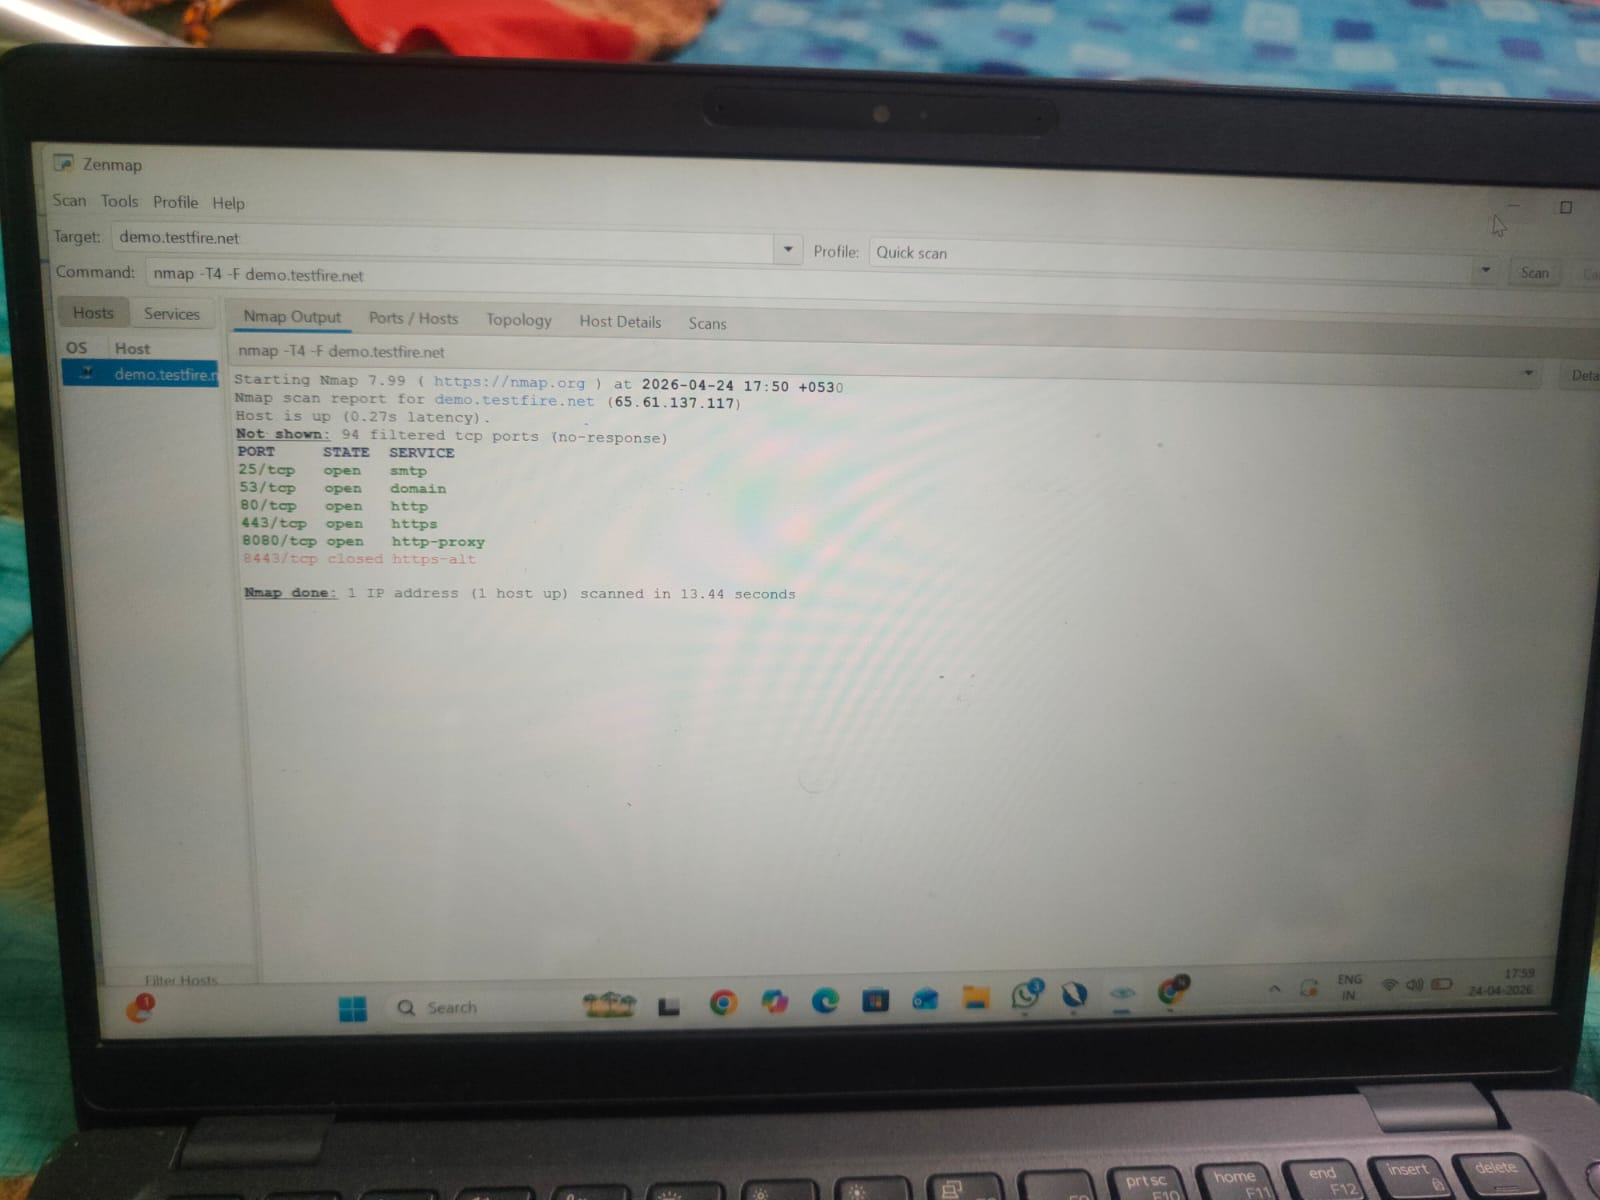 Zenmap
Scan Tools Profile Help
Target: demo.testfire.net Profile: Quick scan
Command: nmap -T4 -F demo.testfire.net Scan
Hosts Services Nmap Output Ports / Hosts Topology Host Details Scans
OS Host nmap -T4 -F demo.testfire.net
demo.testfire.n
Starting Nmap 7.99 ( https://nmap.org ) at 2026-04-24 17:50 +0530
Nmap scan report for demo.testfire.net (65.61.137.117)
Host is up (0.27s latency).
Not shown: 94 filtered tcp ports (no-response)
PORT STATE SERVICE
25/tcp open smtp
53/tcp open domain
80/tcp open http
443/tcp open https
8080/tcp open http-proxy
8443/tcp closed https-alt
Nmap done: 1 IP address (1 host up) scanned in 13.44 seconds
Filter Hosts
1
Search
3
ENG
IN
17:59
24-04-2026
prt sc home end insert delete
F10 F11 F12